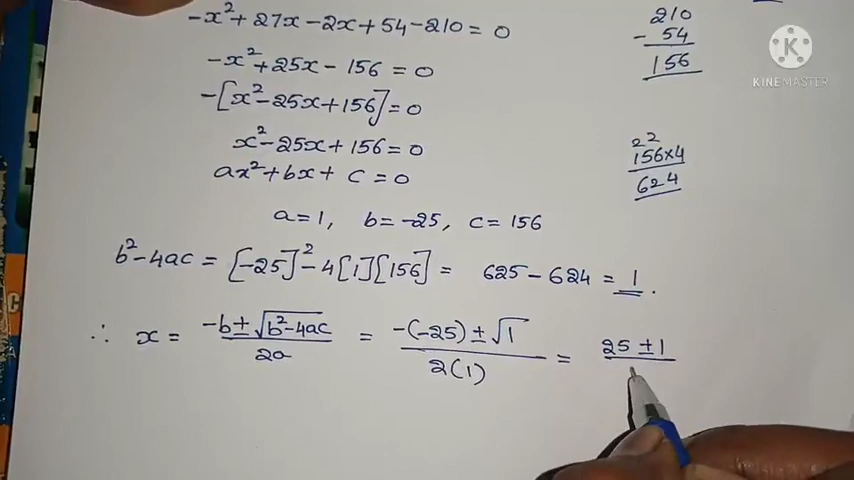 -x²+27x-2x+54-210=0
-x²+25x-156=0
-[x²-25x+156]=0
x²-25x+156=0
ax²+bx+c=0
a=1, b=-25, c=156
b²-4ac = [-25]²-4[1][156] = 625-624 = 1.
∴ x = -b±√b²-4ac / 2a = -(-25)±√1 / 2(1) = 25±1
210
-54
156
KINEMASTER
2 2
156×4
624